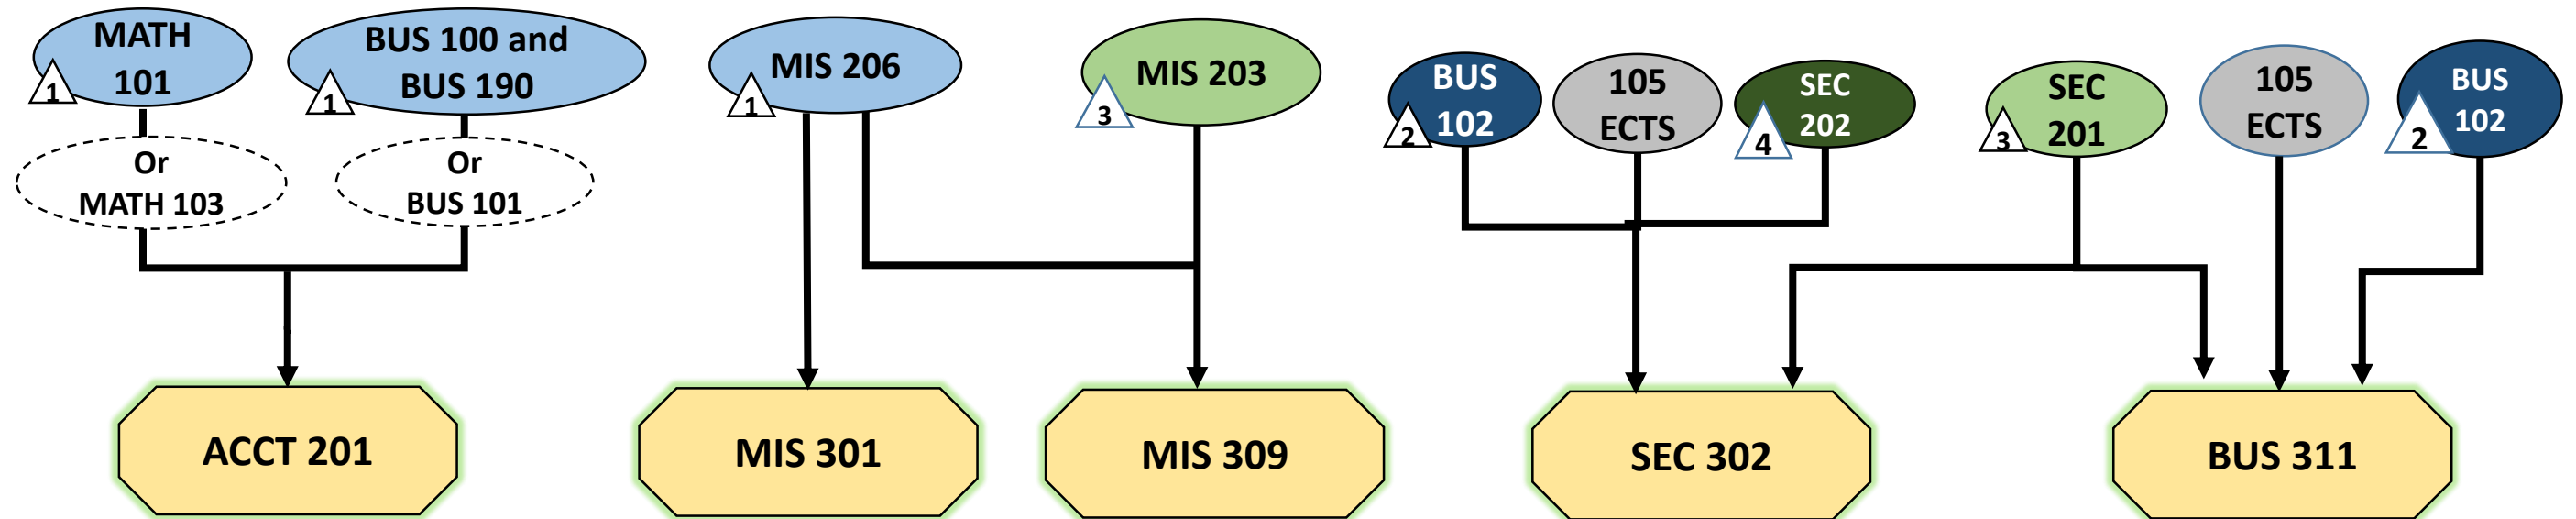 MATH
101
1
BUS 100 and
BUS 190
1
MIS 206
1
MIS 203
3
BUS
102
2
105
ECTS
SEC
202
4
SEC
201
3
105
ECTS
BUS
102
2
Or
MATH 103
Or
BUS 101
ACCT 201
MIS 301
MIS 309
SEC 302
BUS 311